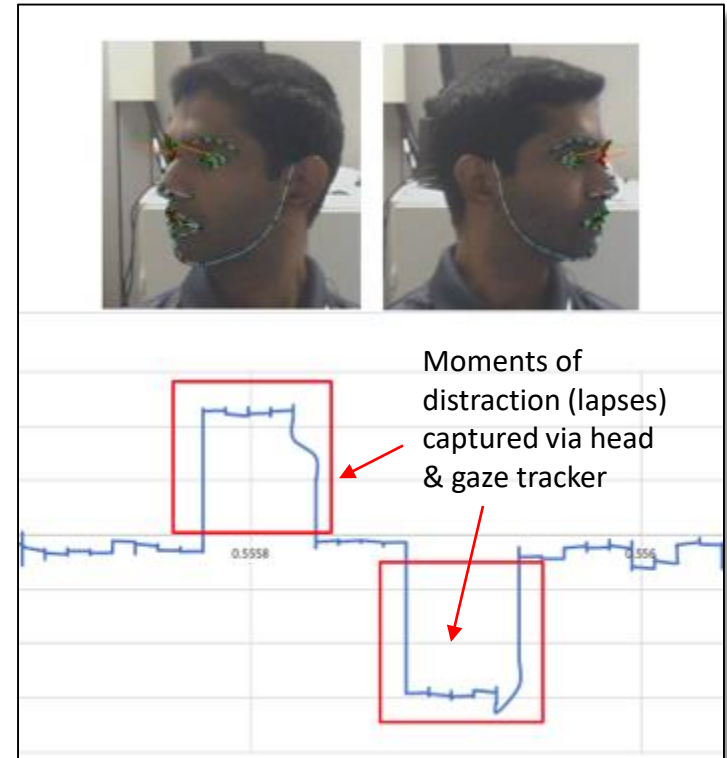 Moments of
distraction (lapses)
captured via head
& gaze tracker
0.5558
0.556